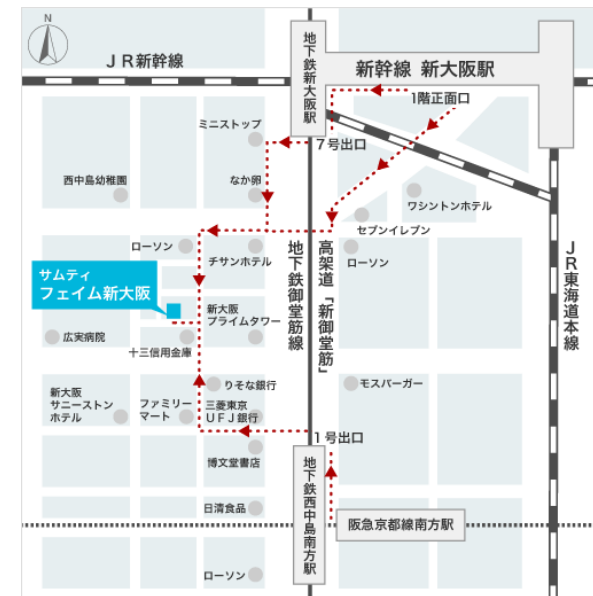 N
JR新幹線
地下鉄新大阪駅
新幹線 新大阪駅
1階正面口
ミニストップ
7号出口
西中島幼稚園
なか卵
ワシントンホテル
セブンイレブン
ローソン
チサンホテル
ローソン
サムティ
フェイム新大阪
地下鉄御堂筋線
高架道「新御堂筋」
JR東海道本線
新大阪
プライムタワー
広実病院
十三信用金庫
りそな銀行
モスバーガー
新大阪
サニーストン
ホテル
ファミリー
マート
三菱東京
UFJ銀行
1号出口
博文堂書店
地下鉄西中島南方駅
日清食品
阪急京都線南方駅
ローソン